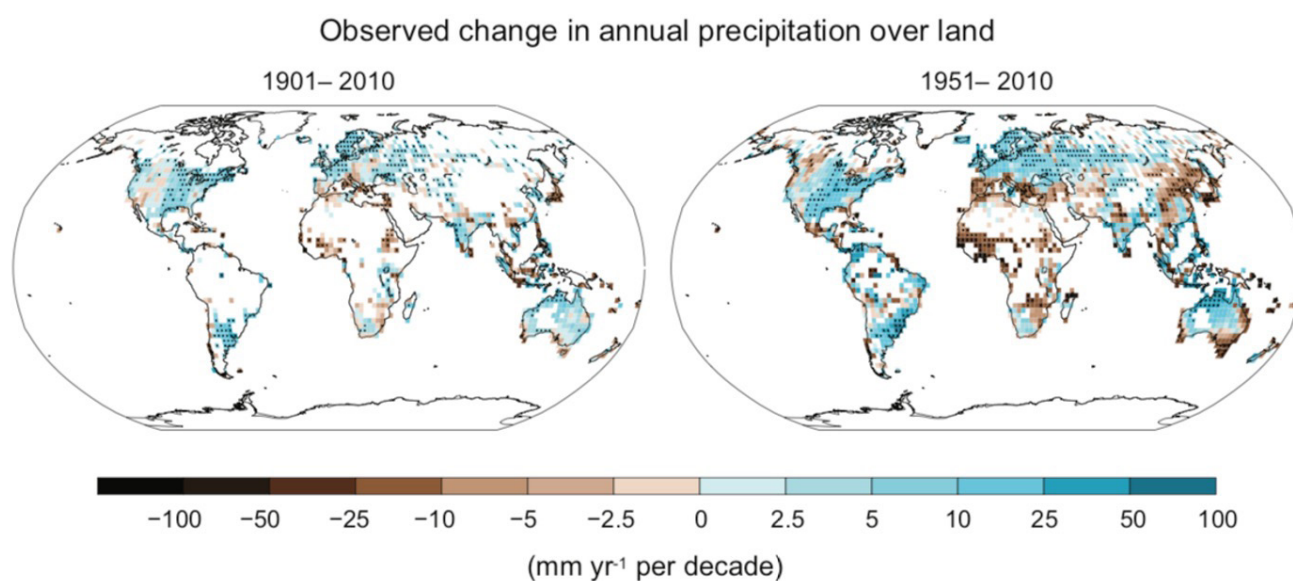 Observed change in annual precipitation over land
1901– 2010
1951– 2010
−100 −50 −25 −10 −5 −2.5 0 2.5 5 10 25 50 100
(mm yr⁻¹ per decade)